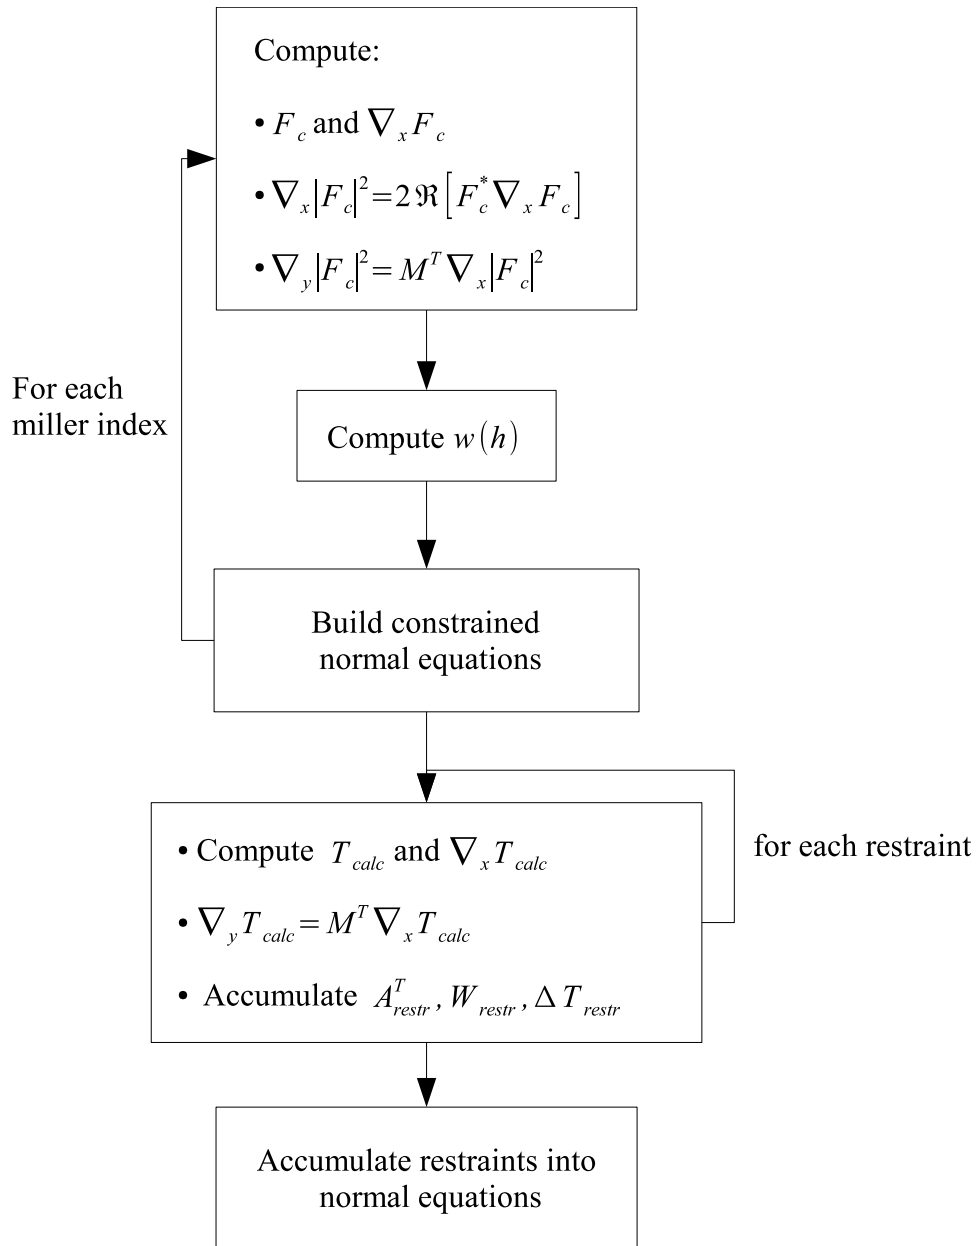 Compute:
• F_c and ∇_x F_c
• ∇_x |F_c|^2 = 2 ℜ [F_c^* ∇_x F_c]
• ∇_y |F_c|^2 = M^T ∇_x |F_c|^2
For each
miller index
Compute w(h)
Build constrained
normal equations
• Compute T_calc and ∇_x T_calc
for each restraint
• ∇_y T_calc = M^T ∇_x T_calc
• Accumulate A_restr^T , W_restr , Δ T_restr
Accumulate restraints into
normal equations